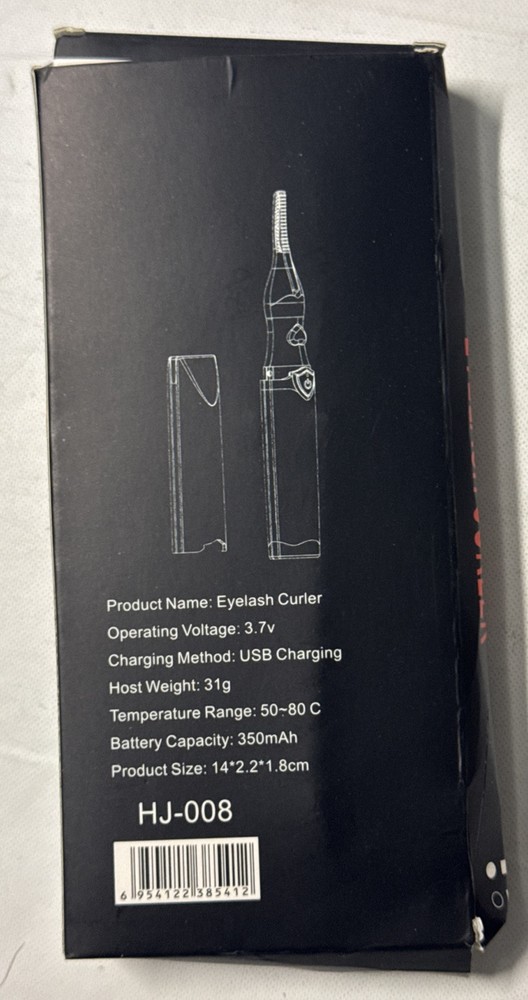 Product Name: Eyelash Curler
Operating Voltage: 3.7v
Charging Method: USB Charging
Host Weight: 31g
Temperature Range: 50~80 C
Battery Capacity: 350mAh
Product Size: 14*2.2*1.8cm
HJ-008
6 954122 385412